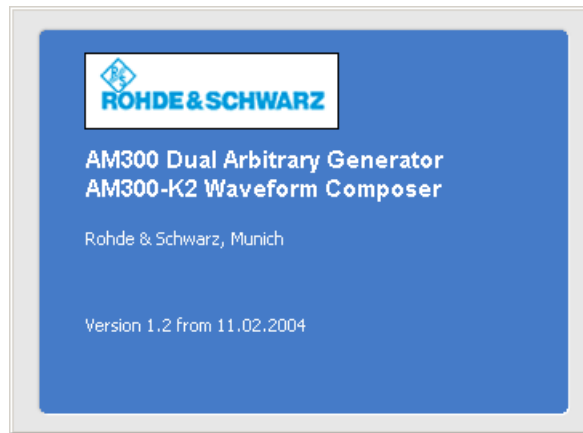 R&S
ROHDE & SCHWARZ
AM300 Dual Arbitrary Generator
AM300-K2 Waveform Composer
Rohde & Schwarz, Munich
Version 1.2 from 11.02.2004